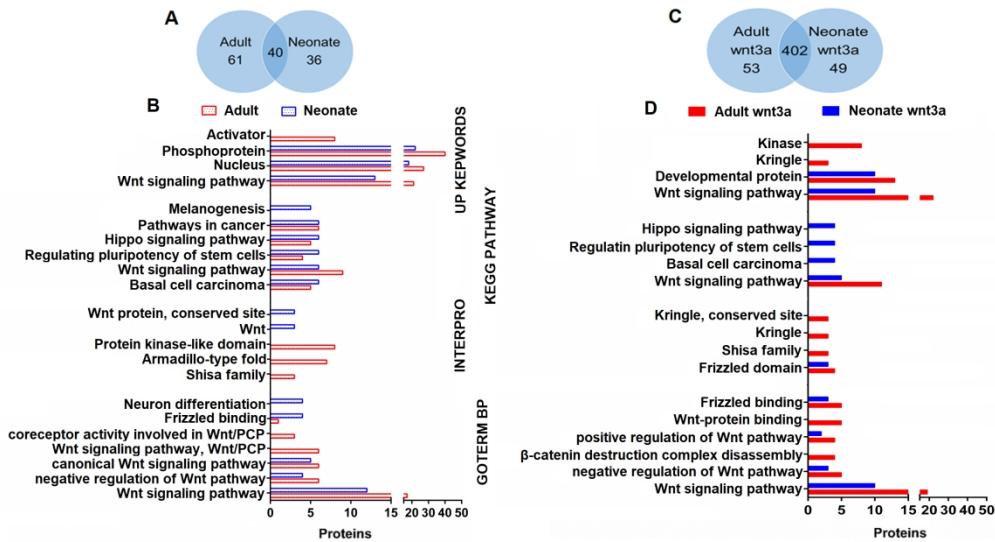 A
Adult
61
40
Neonate
36
B
Adult
Neonate
Activator
Phosphoprotein
Nucleus
Wnt signaling pathway
UP KEPWORDS
Melanogenesis
Pathways in cancer
Hippo signaling pathway
Regulating pluripotency of stem cells
Wnt signaling pathway
Basal cell carcinoma
KEGG PATHWAY
Wnt protein, conserved site
Wnt
Protein kinase-like domain
Armadillo-type fold
Shisa family
INTERPRO
Neuron differentiation
Frizzled binding
coreceptor activity involved in Wnt/PCP
Wnt signaling pathway, Wnt/PCP
canonical Wnt signaling pathway
negative regulation of Wnt pathway
Wnt signaling pathway
GOTERM BP
0 5 10 15 20 30 40 50
Proteins
C
Adult
wnt3a
53
402
Neonate
wnt3a
49
D
Adult wnt3a
Neonate wnt3a
Kinase
Kringle
Developmental protein
Wnt signaling pathway
Hippo signaling pathway
Regulatin pluripotency of stem cells
Basal cell carcinoma
Wnt signaling pathway
Kringle, conserved site
Kringle
Shisa family
Frizzled domain
Frizzled binding
Wnt-protein binding
positive regulation of Wnt pathway
β-catenin destruction complex disassembly
negative regulation of Wnt pathway
Wnt signaling pathway
0 5 10 15 20 30 40 50
Proteins